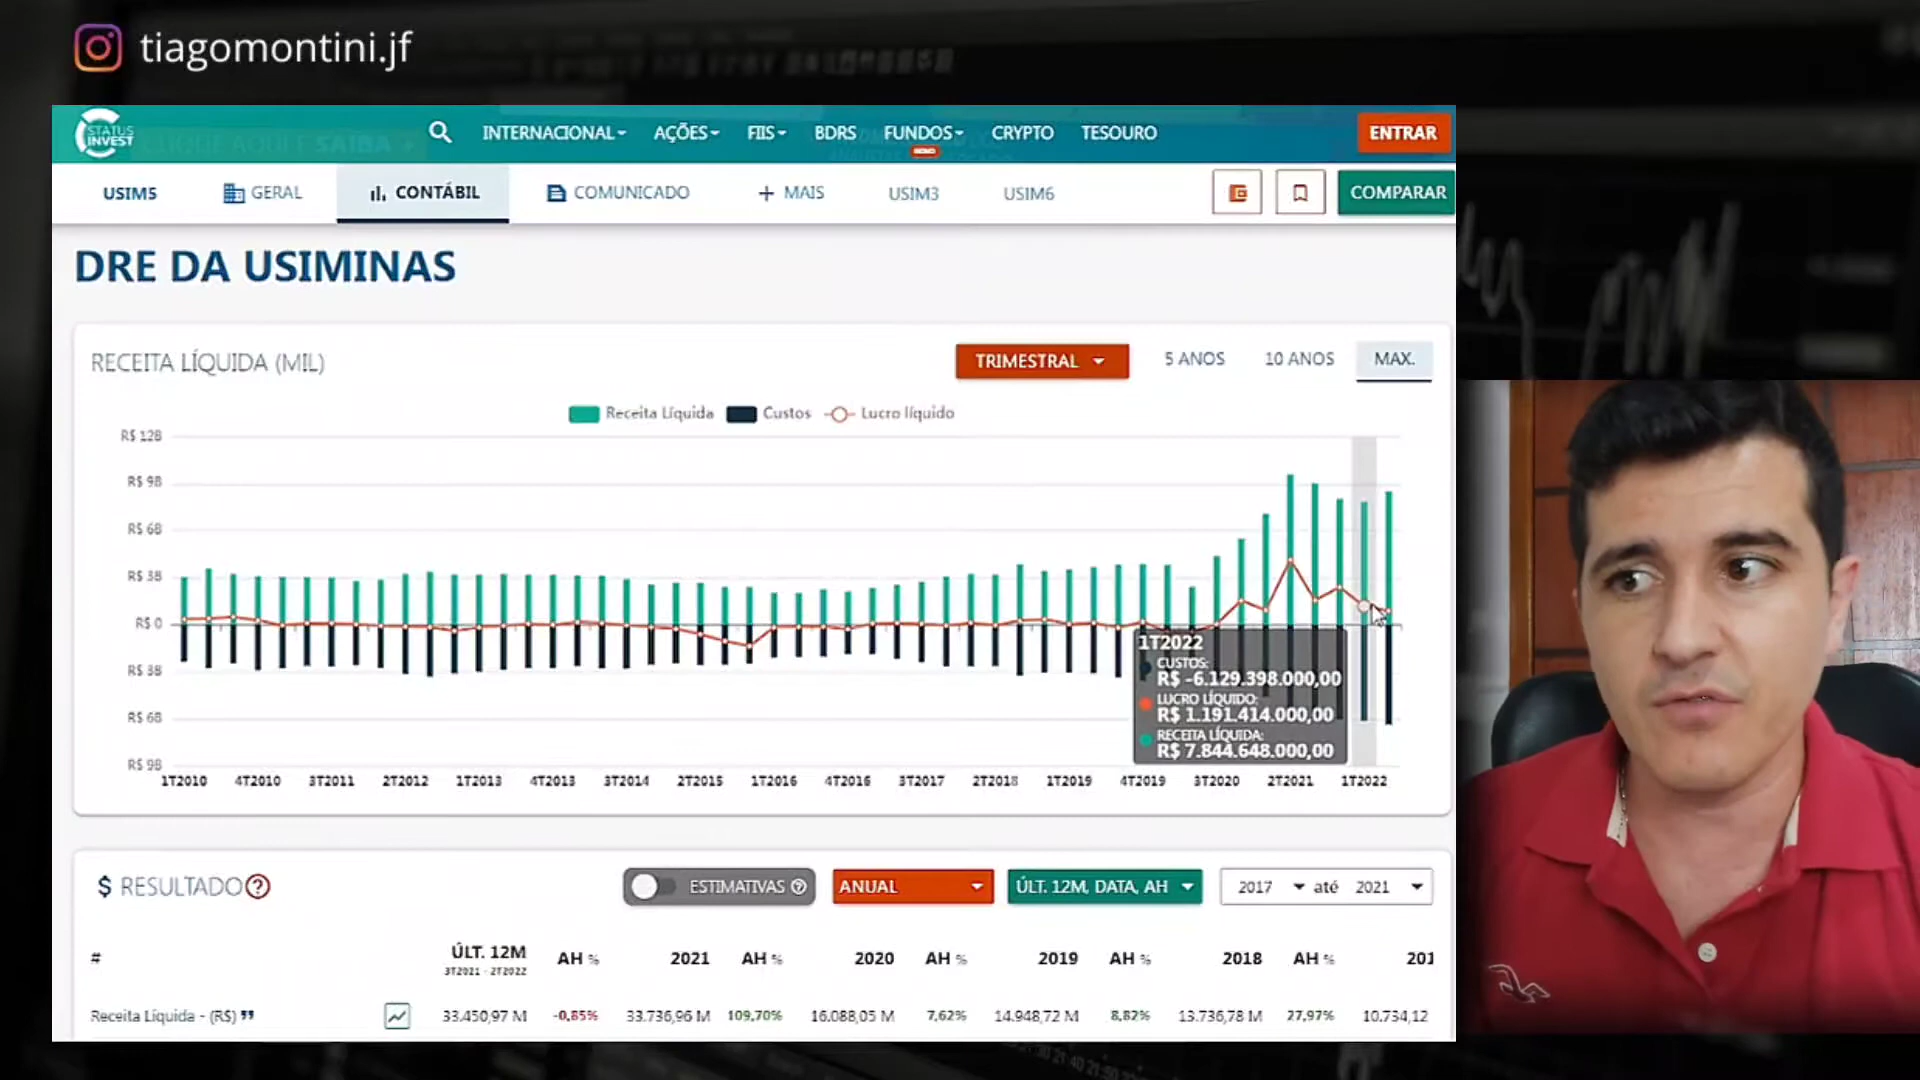 tiagomontini.jf
STATUS INVEST
INTERNACIONAL AÇÕES FIIS BDRS FUNDOS CRYPTO TESOURO ENTRAR
NOVO
USIM5 GERAL CONTÁBIL COMUNICADO + MAIS USIM3 USIM6 COMPARAR
DRE DA USIMINAS
RECEITA LÍQUIDA (MIL) TRIMESTRAL 5 ANOS 10 ANOS MAX.
Receita Líquida Custos Lucro líquido
R$ 12B
R$ 9B
R$ 6B
R$ 3B
R$ 0
R$ 3B
R$ 6B
R$ 9B
1T2022
CUSTOS:
R$ -6.129.398.000,00
LUCRO LÍQUIDO:
R$ 1.191.414.000,00
RECEITA LÍQUIDA:
R$ 7.844.648.000,00
1T2010 4T2010 3T2011 2T2012 1T2013 4T2013 3T2014 2T2015 1T2016 4T2016 3T2017 2T2018 1T2019 4T2019 3T2020 2T2021 1T2022
$ RESULTADO ? ESTIMATIVAS ? ANUAL ÚLT. 12M, DATA, AH 2017 até 2021
# ÚLT. 12M AH % 2021 AH % 2020 AH % 2019 AH % 2018 AH % 201
3T2021 - 2T2022
Receita Líquida - (R$) 33.450,97 M -0,85% 33.736,96 M 109,70% 16.088,05 M 7,62% 14.948,72 M 8,82% 13.736,78 M 27,97% 10.734,12